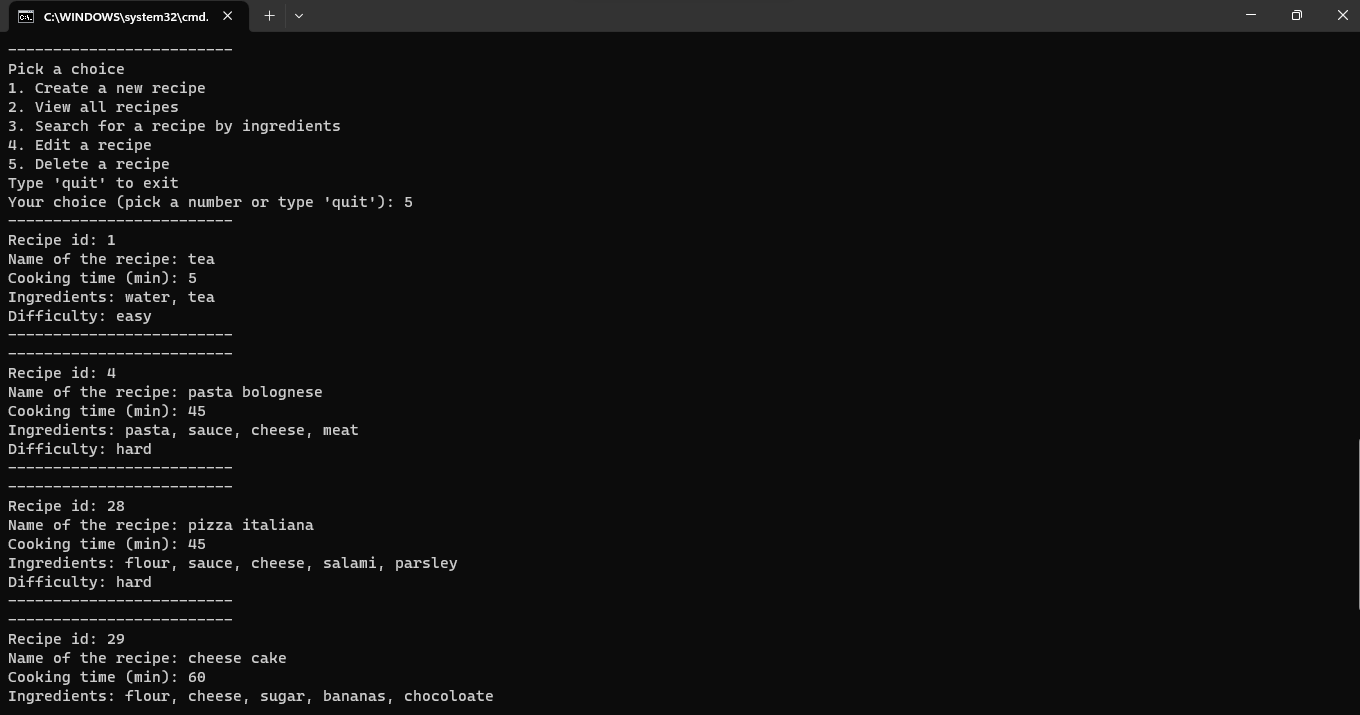 C:\WINDOWS\system32\cmd.
-------------------------
Pick a choice
1. Create a new recipe
2. View all recipes
3. Search for a recipe by ingredients
4. Edit a recipe
5. Delete a recipe
Type 'quit' to exit
Your choice (pick a number or type 'quit'): 5
-------------------------
Recipe id: 1
Name of the recipe: tea
Cooking time (min): 5
Ingredients: water, tea
Difficulty: easy
-------------------------
-------------------------
Recipe id: 4
Name of the recipe: pasta bolognese
Cooking time (min): 45
Ingredients: pasta, sauce, cheese, meat
Difficulty: hard
-------------------------
-------------------------
Recipe id: 28
Name of the recipe: pizza italiana
Cooking time (min): 45
Ingredients: flour, sauce, cheese, salami, parsley
Difficulty: hard
-------------------------
-------------------------
Recipe id: 29
Name of the recipe: cheese cake
Cooking time (min): 60
Ingredients: flour, cheese, sugar, bananas, chocoloate